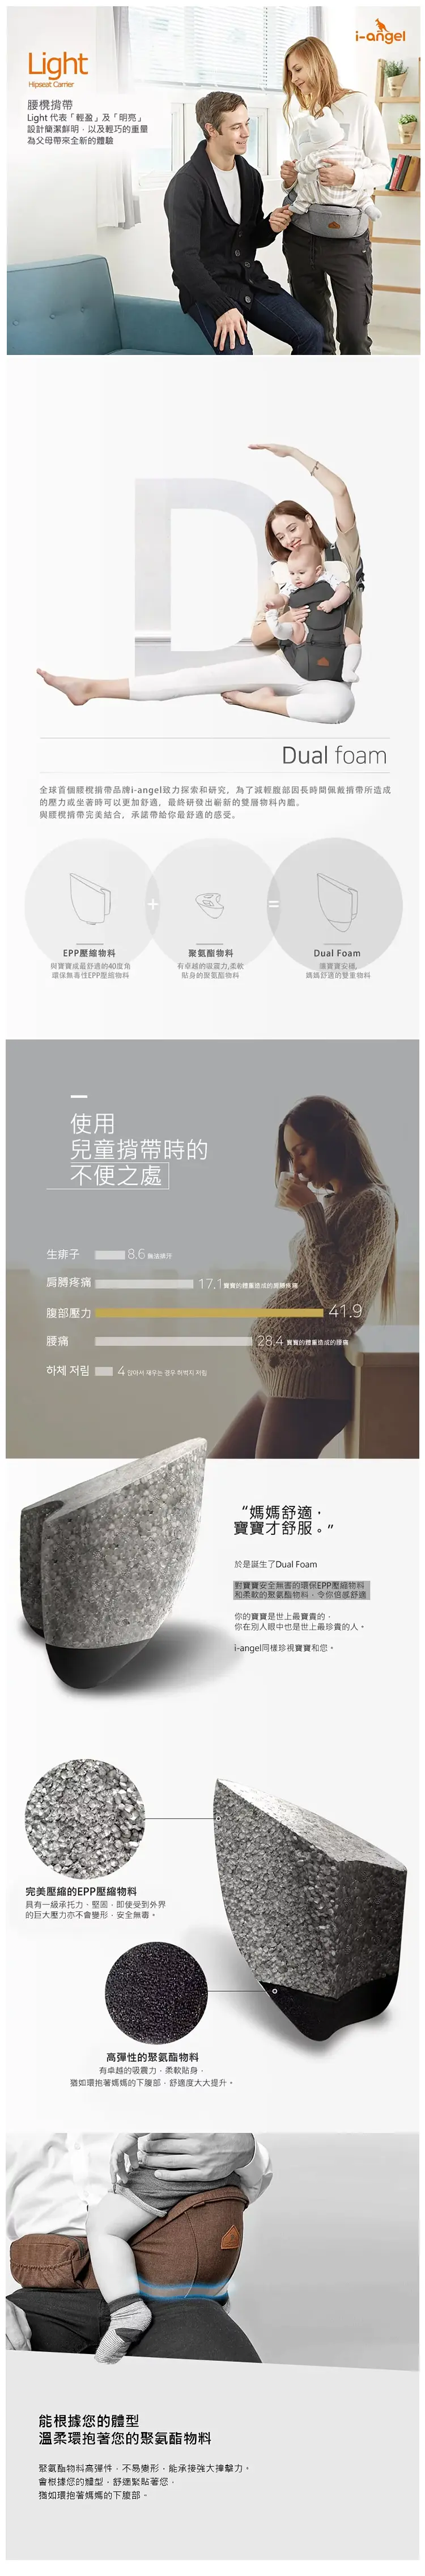 i-angel
Light
Hipseat Carrier
腰櫈揹帶
Light 代表「輕盈」及「明亮」
設計簡潔鮮明，以及輕巧的重量
為父母帶來全新的體驗
Dual foam
全球首個腰櫈揹帶品牌i-angel致力探索和研究，為了減輕腹部因長時間佩戴揹帶所造成
的壓力或坐著時可以更加舒適，最終研發出嶄新的雙層物料內膽。
與腰櫈揹帶完美結合，承諾帶給你最舒適的感受。
+
=
EPP壓縮物料
與寶寶成最舒適的40度角
環保無毒性EPP壓縮物料
聚氨酯物料
有卓越的吸震力,柔軟
貼身的聚氨酯物料
Dual Foam
讓寶寶安穩,
媽媽舒適的雙重物料
使用
兒童揹帶時的
不便之處
生痱子 8.6 無法排汗
肩膊疼痛 17.1 寶寶的體重造成的肩膊疼痛
腹部壓力 41.9
腰痛 28.4 寶寶的體重造成的腰痛
하체 저림 4 앉아서 재우는 경우 허벅지 저림
“媽媽舒適，
寶寶才舒服。”
於是誕生了Dual Foam
對寶寶安全無害的環保EPP壓縮物料
和柔軟的聚氨酯物料，令你倍感舒適
你的寶寶是世上最寶貴的，
你在別人眼中也是世上最珍貴的人。
i-angel同樣珍視寶寶和您。
完美壓縮的EPP壓縮物料
具有一級承托力、堅固，即使受到外界
的巨大壓力亦不會變形，安全無毒。
高彈性的聚氨酯物料
有卓越的吸震力，柔軟貼身，
猶如環抱著媽媽的下腹部，舒適度大大提升。
能根據您的體型
溫柔環抱著您的聚氨酯物料
聚氨酯物料高彈性，不易變形，能承接強大撞擊力。
會根據您的體型，舒適緊貼著您，
猶如環抱著媽媽的下腹部。